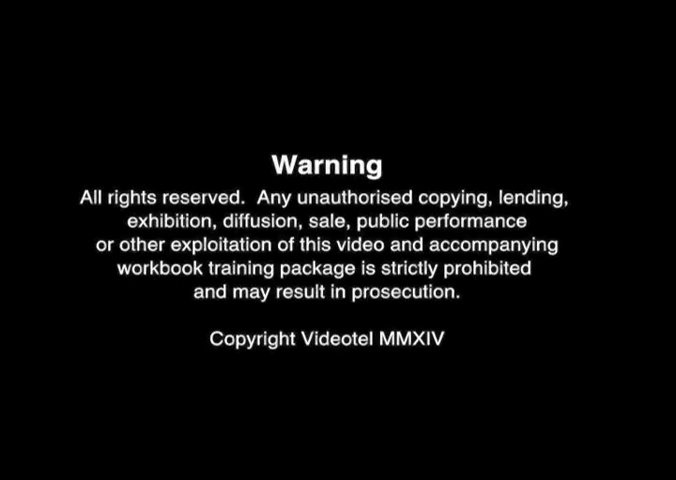 Warning
All rights reserved.  Any unauthorised copying, lending,
exhibition, diffusion, sale, public performance
or other exploitation of this video and accompanying
workbook training package is strictly prohibited
and may result in prosecution.
Copyright Videotel MMXIV